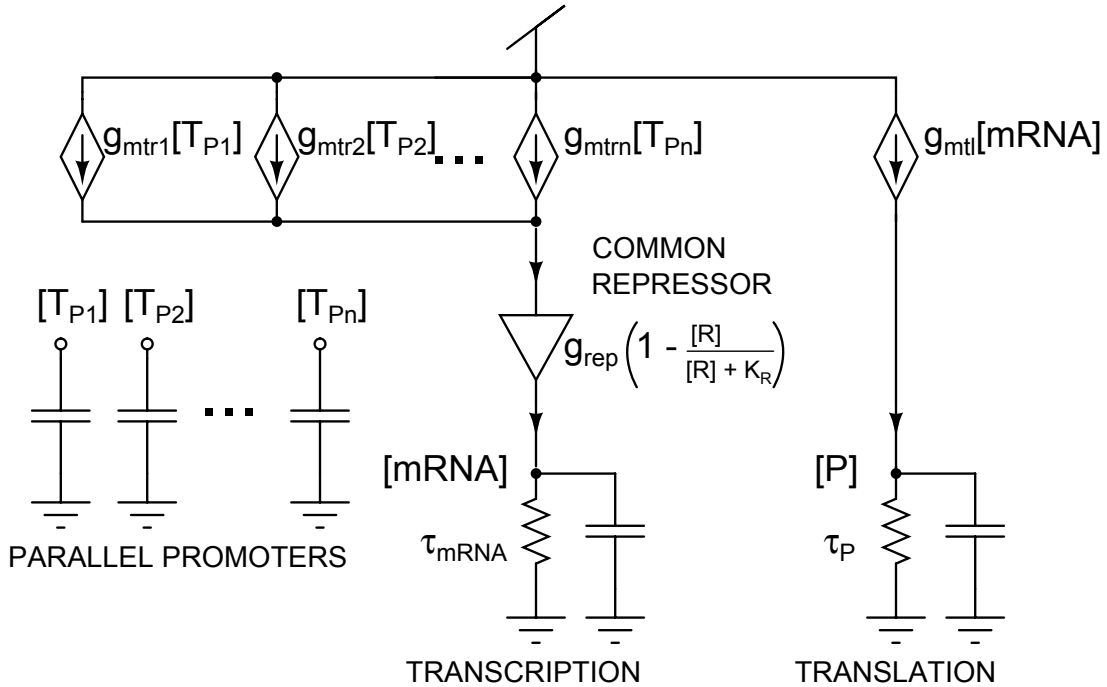 g_mtr1[T_P1]
g_mtr2[T_P2]
g_mtrn[T_Pn]
g_mtl[mRNA]
COMMON
REPRESSOR
g_rep (1 - [R] / [R] + K_R)
[T_P1]
[T_P2]
[T_Pn]
[mRNA]
[P]
τ_mRNA
τ_P
PARALLEL PROMOTERS
TRANSCRIPTION
TRANSLATION